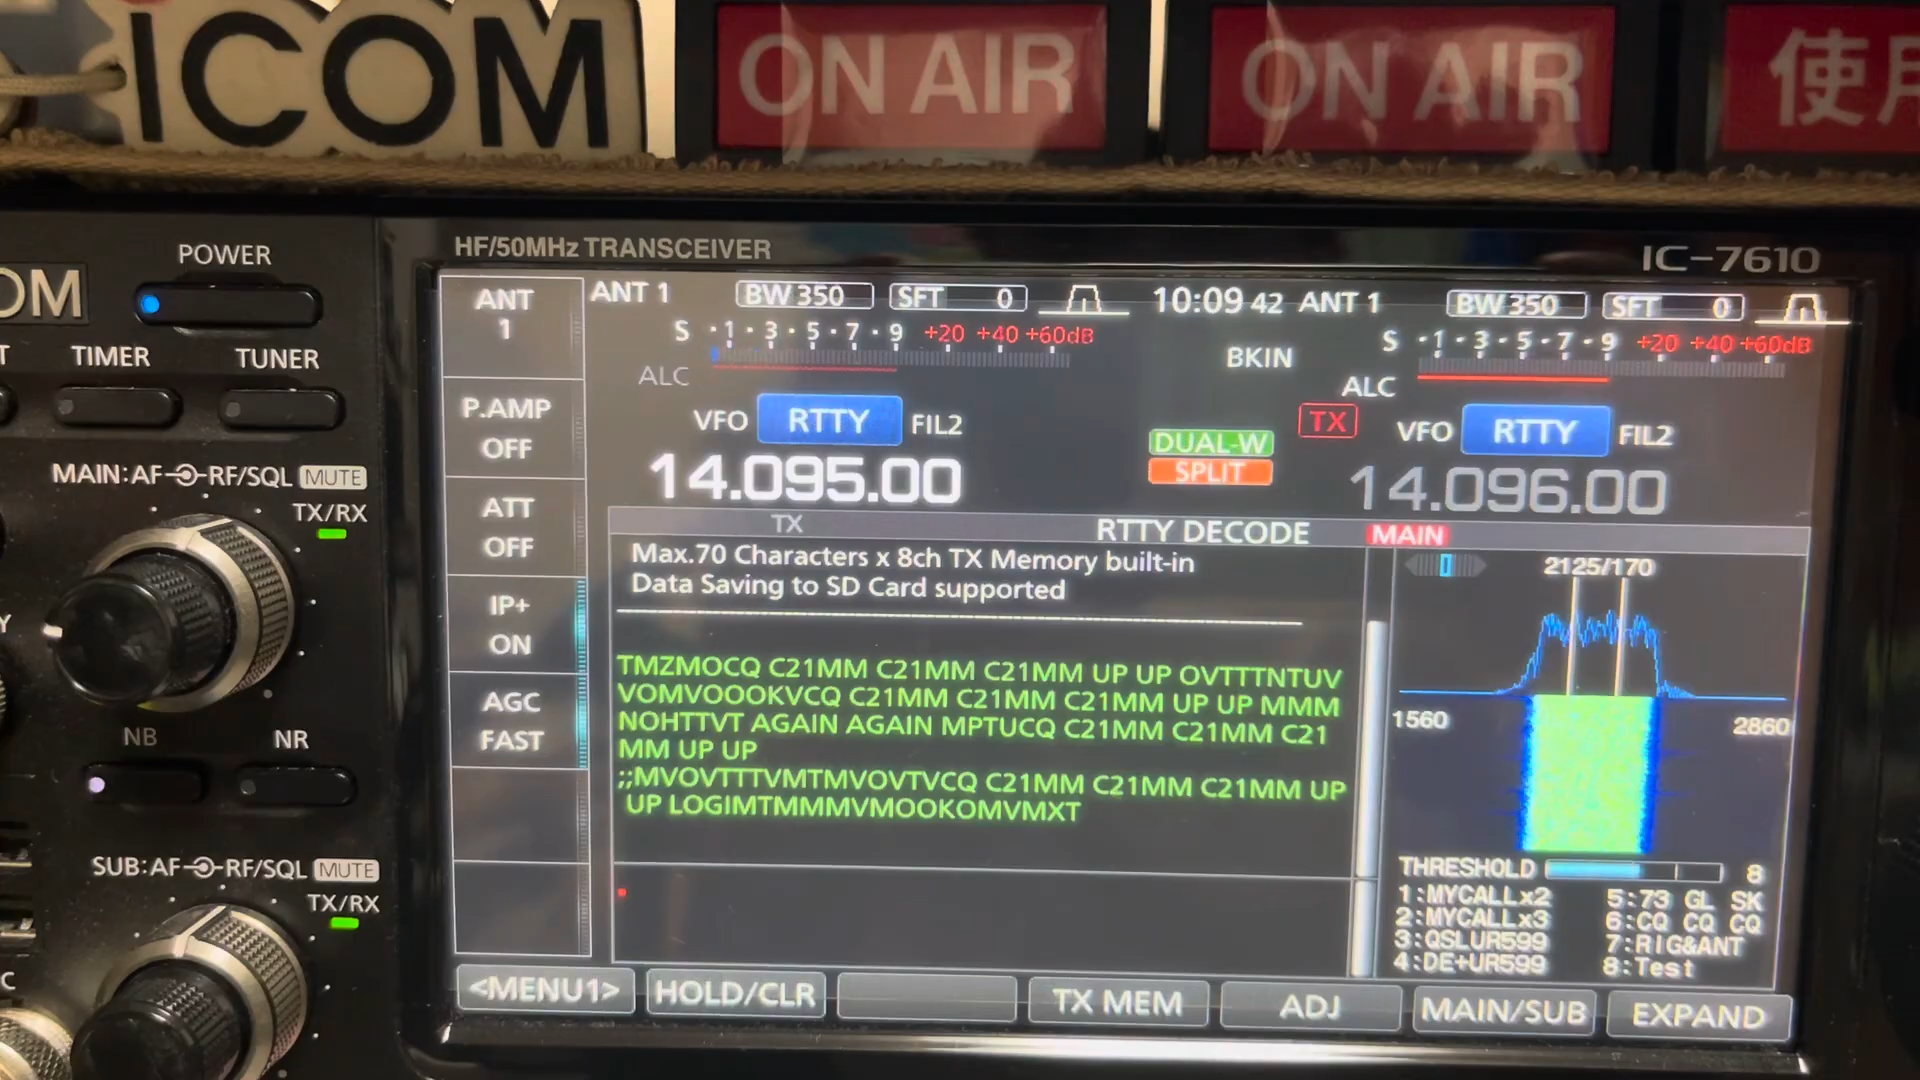 iCOM
ON AIR
ON AIR
使用
HF/50MHz TRANSCEIVER
IC-7610
POWER
OM
T
TIMER
TUNER
MAIN:AF RF/SQL MUTE
TX/RX
Y
NB
NR
SUB:AF RF/SQL MUTE
TX/RX
C
ANT
1
P.AMP
OFF
ATT
OFF
IP+
ON
AGC
FAST
ANT 1
BW 350
SFT 0
10:09 42
ANT 1
BW 350
SFT 0
S ·1·3·5·7·9 +20 +40 +60dB
BKIN
S ·1·3·5·7·9 +20 +40 +60dB
ALC
ALC
VFO RTTY FIL2
TX
VFO RTTY FIL2
DUAL-W
SPLIT
14.095.00
14.096.00
TX
RTTY DECODE
MAIN
Max.70 Characters x 8ch TX Memory built-in
Data Saving to SD Card supported
TMZMOCQ C21MM C21MM C21MM UP UP OVTTTNTUV
VOMVOOOKVCQ C21MM C21MM C21MM UP UP MMM
NOHTTVT AGAIN AGAIN MPTUCQ C21MM C21MM C21
MM UP UP
;;MVOVTTTVMTMVOVTVCQ C21MM C21MM C21MM UP
UP LOGIMTMMMVMOOKOMVMXT
2125/170
1560
2860
THRESHOLD 8
1:MYCALLx2 5:73 GL SK
2:MYCALLx3 6:CQ CQ CQ
3:QSLUR599 7:RIG&ANT
4:DE+UR599 8:Test
<MENU1>
HOLD/CLR
TX MEM
ADJ
MAIN/SUB
EXPAND